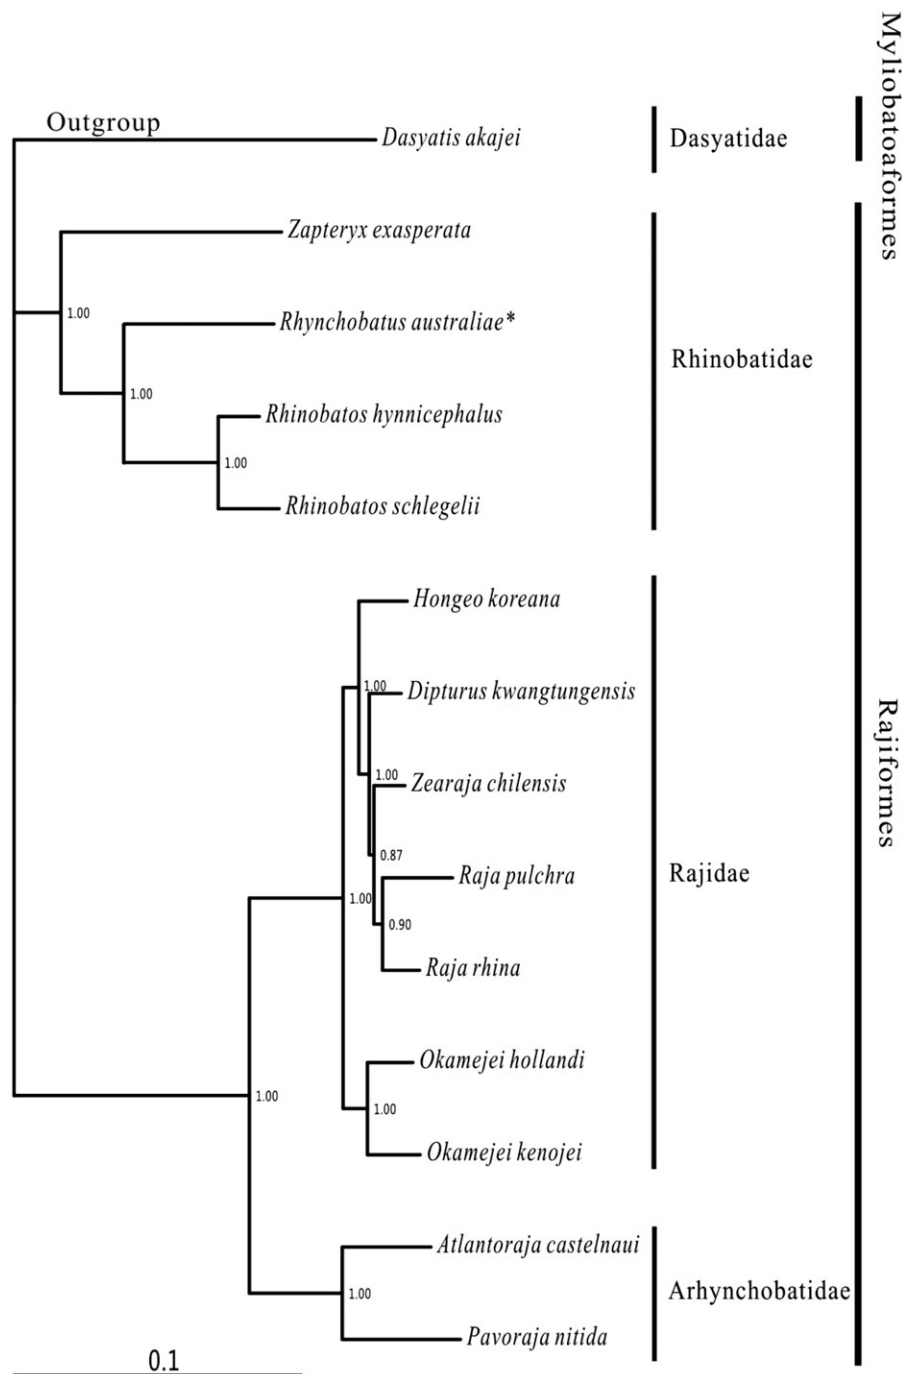 Myliobatoaformes
Outgroup
Dasyatis akajei
Dasyatidae
Zapteryx exasperata
1.00
Rhynchobatus australiae*
Rhinobatidae
1.00
Rhinobatos hynnicephalus
1.00
Rhinobatos schlegelii
Hongeo koreana
1.00
Dipturus kwangtungensis
Rajiformes
1.00
Zearaja chilensis
0.87
Raja pulchra
Rajidae
1.00
0.90
Raja rhina
Okamejei hollandi
1.00
1.00
Okamejei kenojei
Atlantoraja castelnaui
1.00
Arhynchobatidae
Pavoraja nitida
0.1